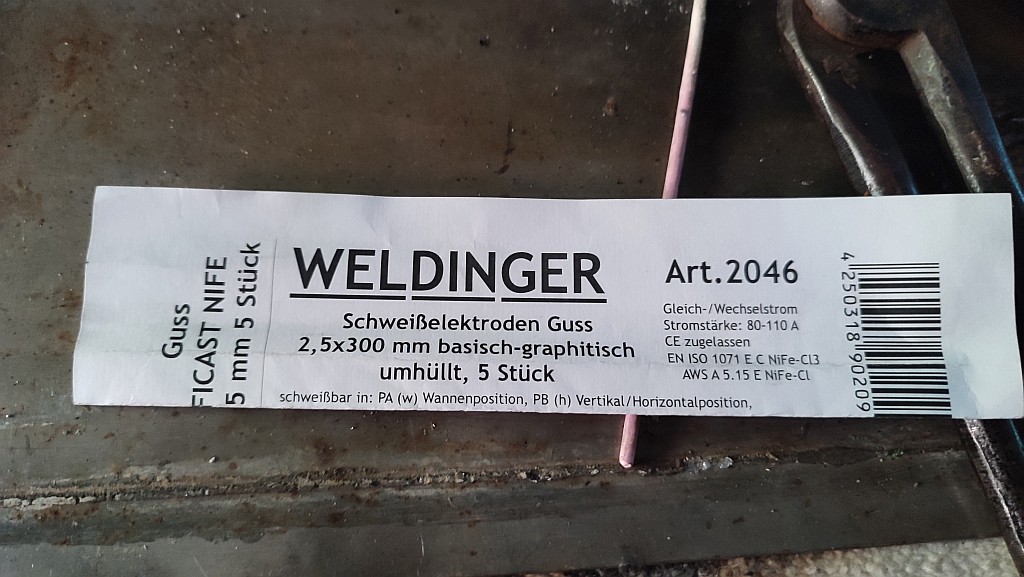 Guss
FICAST NIFE
5 mm 5 Stück
WELDINGER
Schweißelektroden Guss
2,5x300 mm basisch-graphitisch
umhüllt, 5 Stück
schweißbar in: PA (w) Wannenposition, PB (h) Vertikal/Horizontalposition,
Art.2046
Gleich-/Wechselstrom
Stromstärke: 80-110 A
CE zugelassen
EN ISO 1071 E C NiFe-Cl3
AWS A 5.15 E NiFe-Cl
4 250318 190209